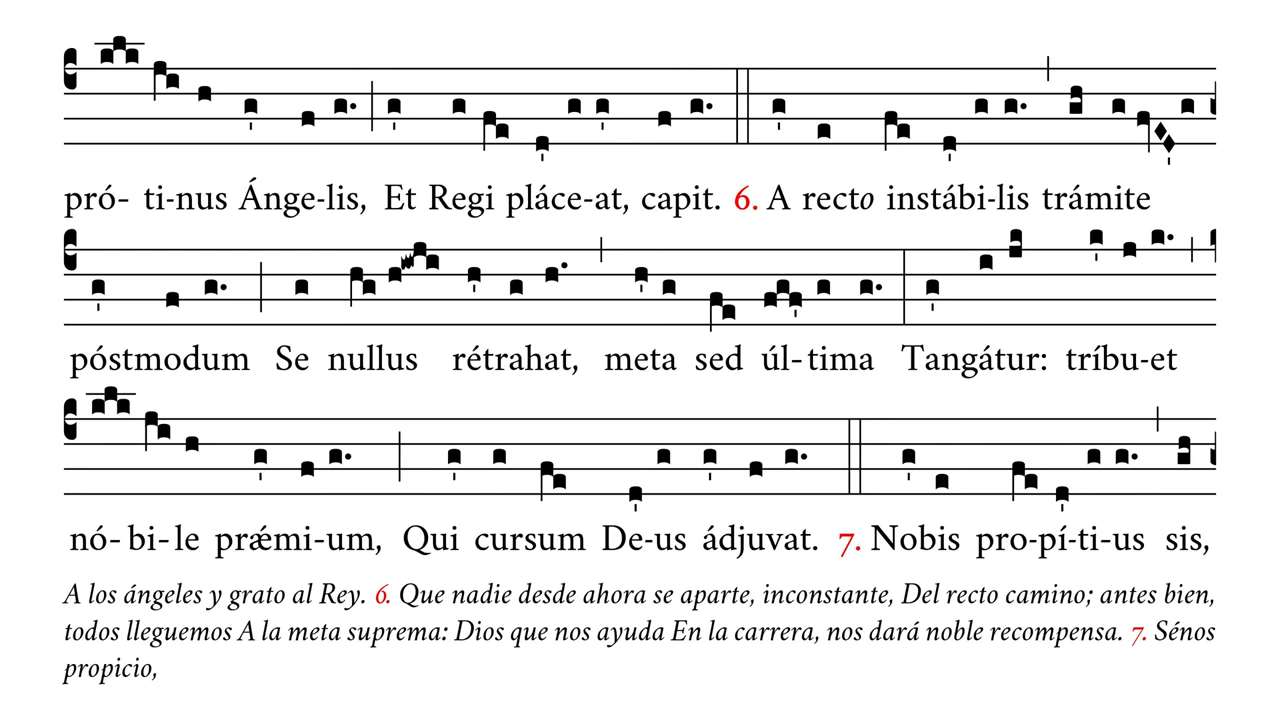 pró- ti-nus Ánge-lis, Et Regi pláce-at, capit. 6. A recto instábi-lis trámite
póstmodum Se nullus rétrahat, meta sed úl-tima Tangátur: tríbu-et
nó-bi-le prǽmi-um, Qui cursum De-us ádjuvat. 7. Nobis pro-pí-ti-us sis,
A los ángeles y grato al Rey. 6. Que nadie desde ahora se aparte, inconstante, Del recto camino; antes bien,
todos lleguemos A la meta suprema: Dios que nos ayuda En la carrera, nos dará noble recompensa. 7. Sénos
propicio,